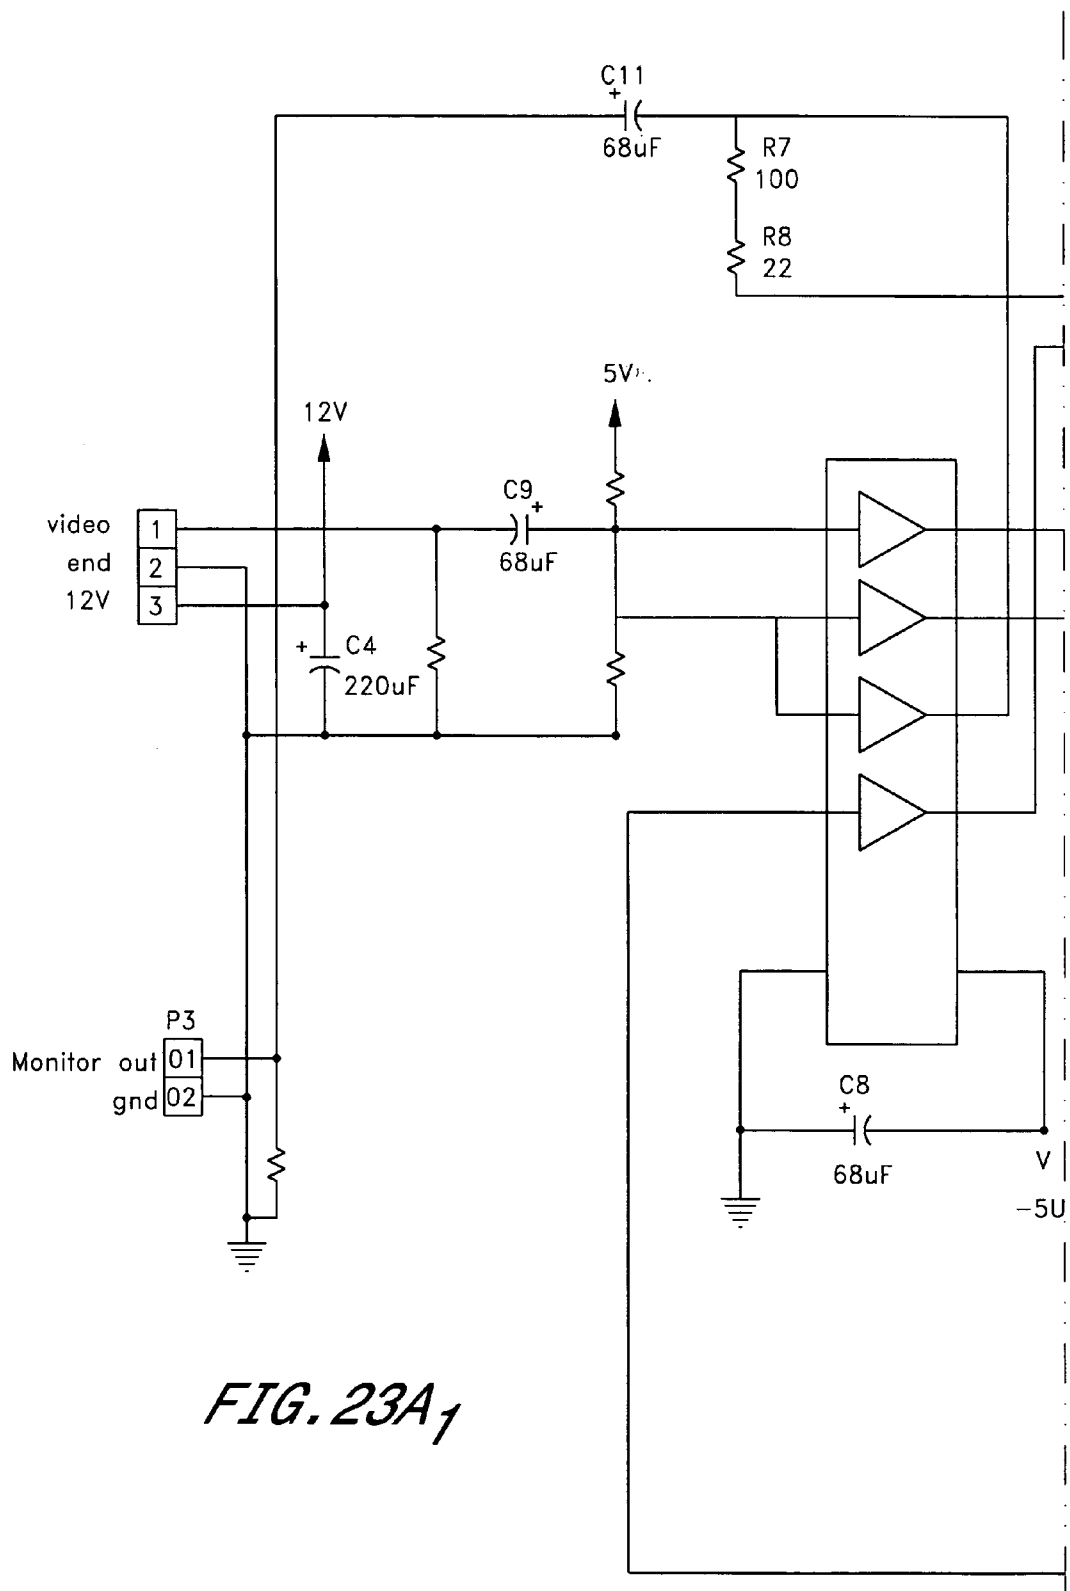 C11
+
68uF
R7
100
R8
22
5V
12V
C9
+
68uF
video 1
end 2
12V 3
+ C4
220uF
P3
Monitor out 01
gnd 02
C8
+
68uF
V
-5U
FIG. 23A1